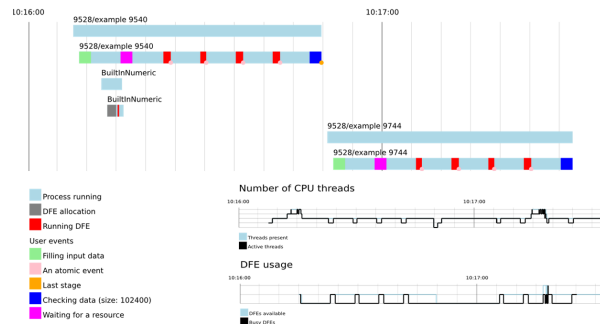 10:16:00 10:17:00
9528/example 9540
9528/example 9540
BuiltInNumeric
BuiltInNumeric
9528/example 9744
9528/example 9744
Process running
DFE allocation
Running DFE
User events
Filling input data
An atomic event
Last stage
Checking data (size: 102400)
Waiting for a resource
Number of CPU threads
10:16:00 10:17:00
Threads present
Active threads
DFE usage
10:16:00 10:17:00
DFEs available
Busy DFEs